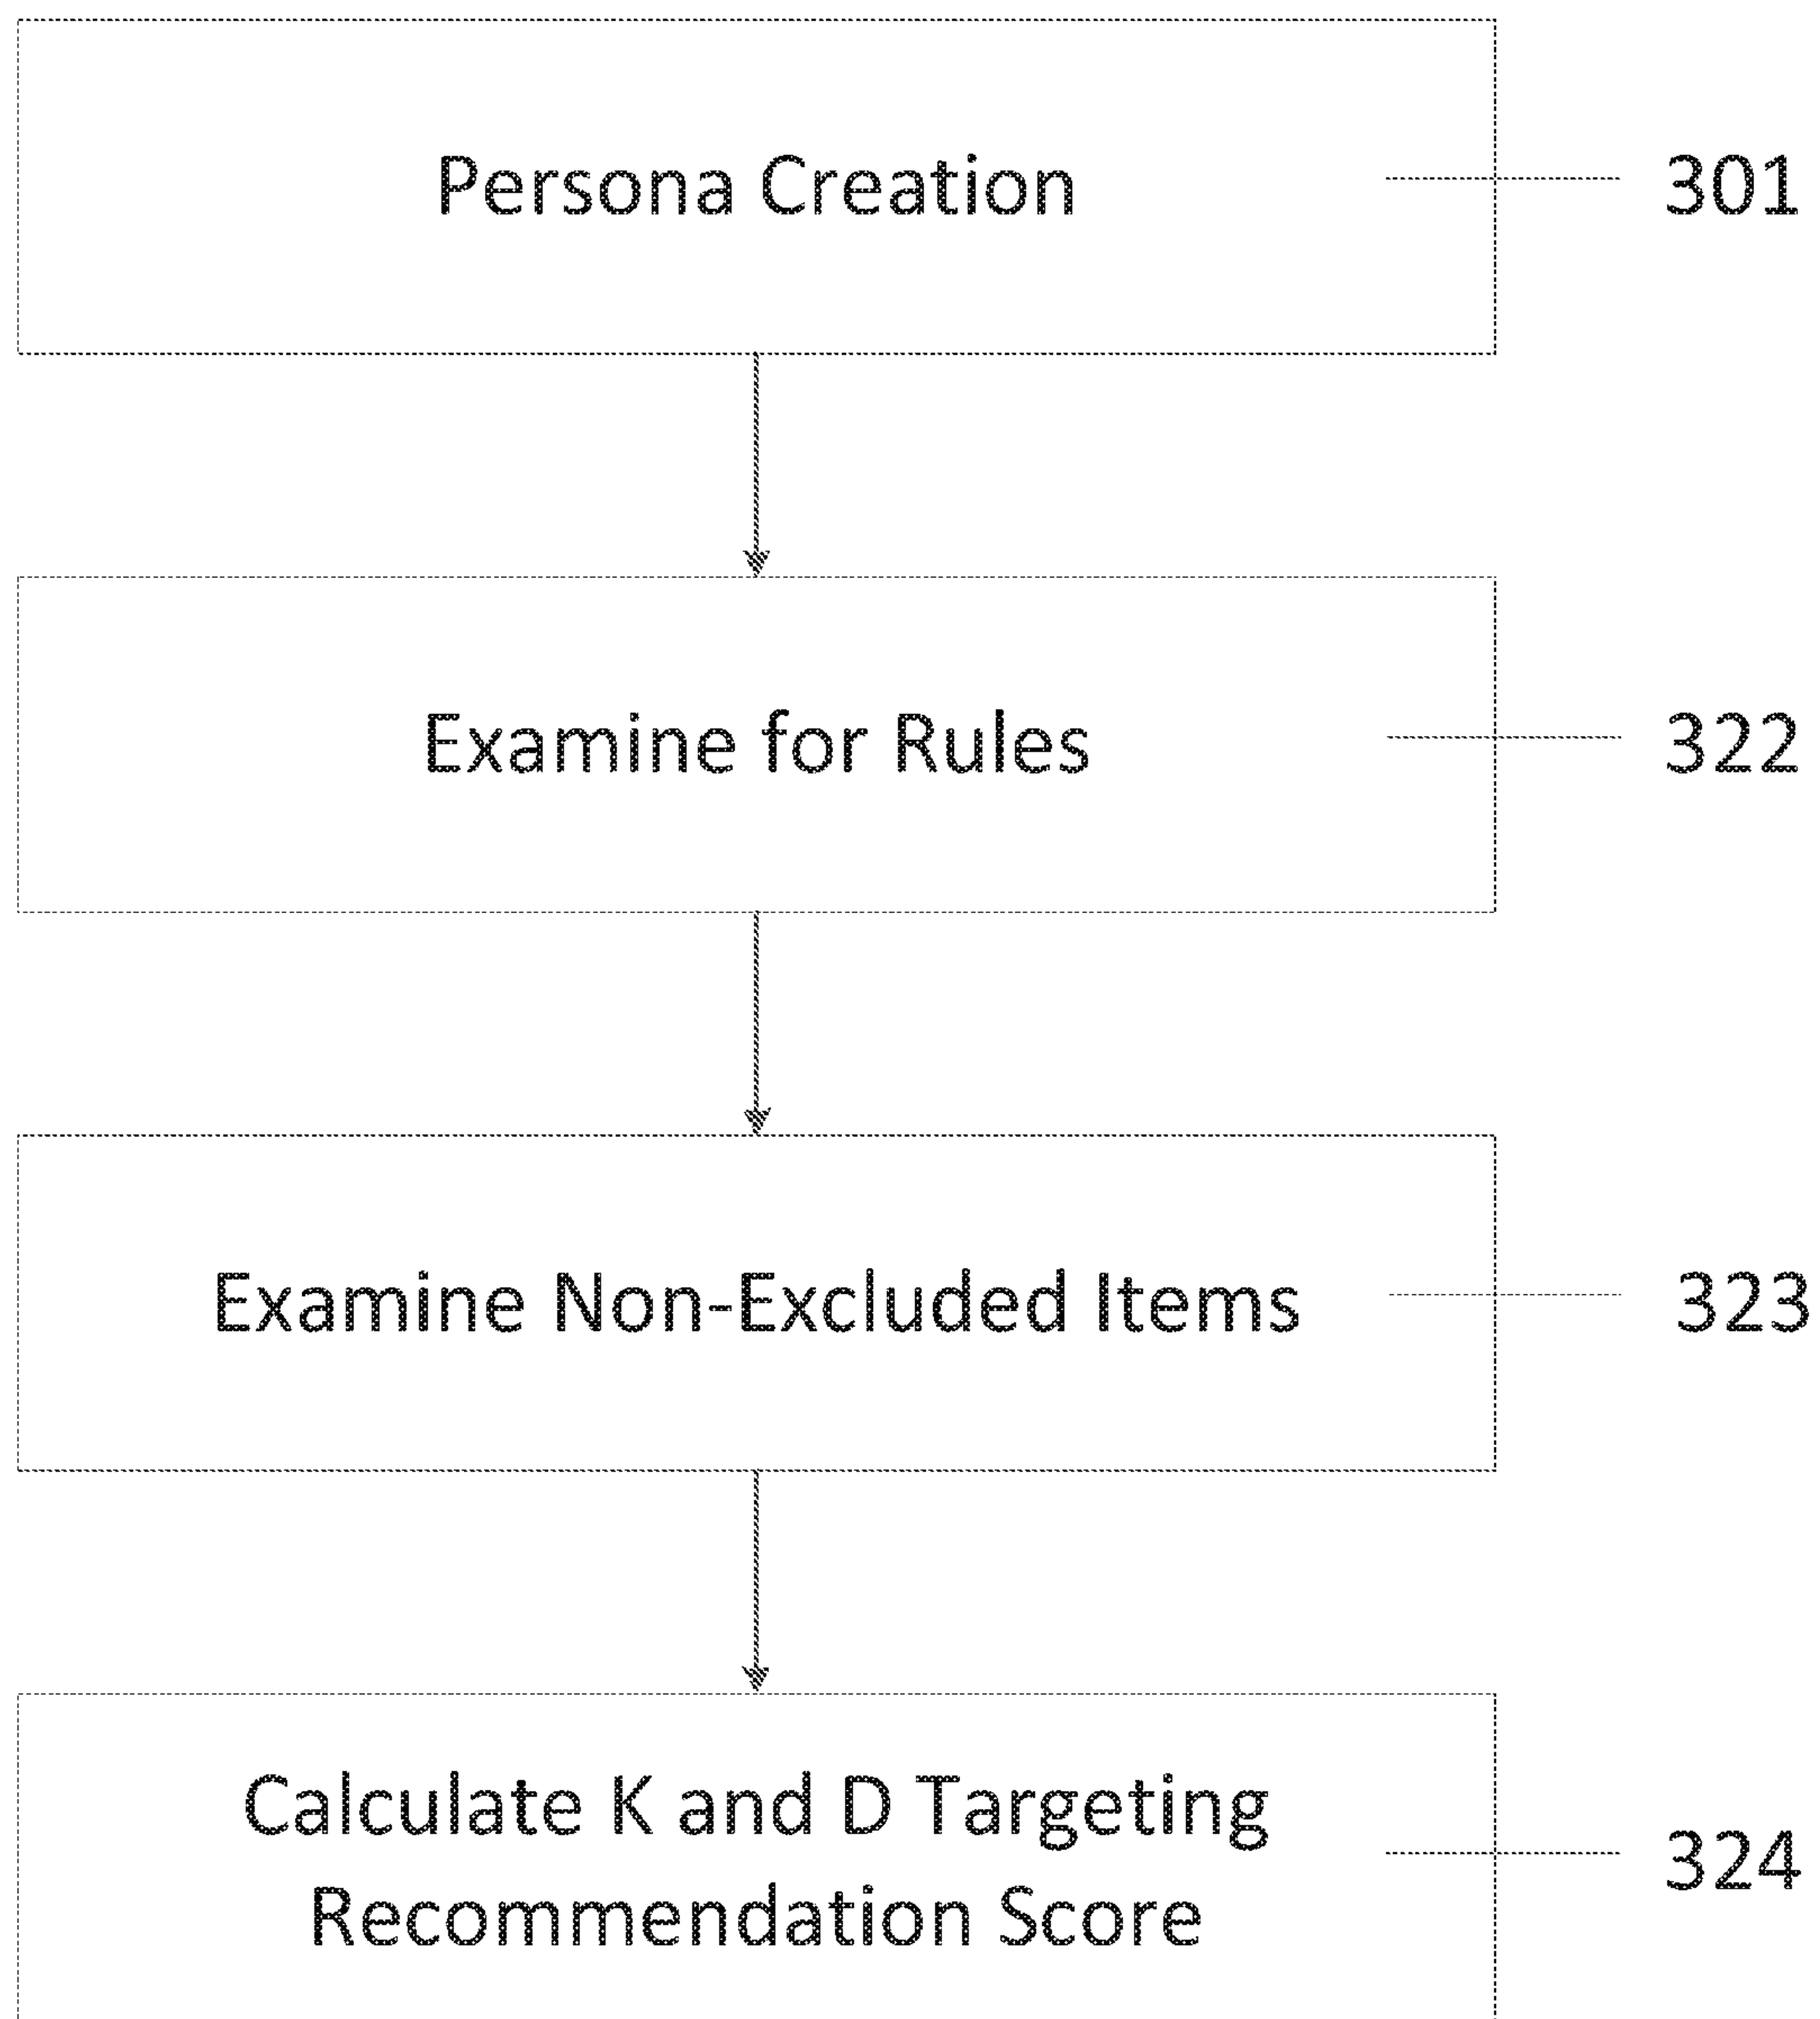 Persona Creation
301
Examine for Rules
322
Examine Non-Excluded Items
323
Calculate K and D Targeting
Recommendation Score
324